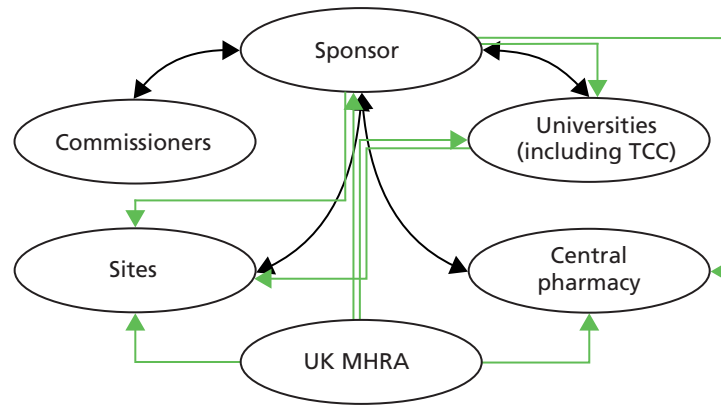 Sponsor
Commissioners
Universities
(including TCC)
Sites
Central
pharmacy
UK MHRA